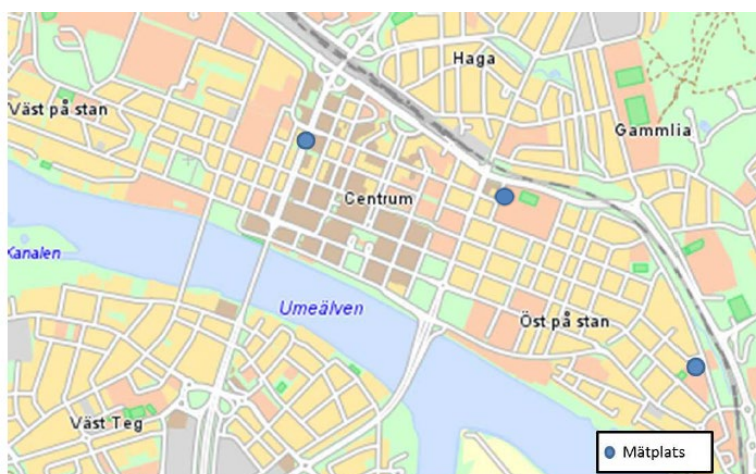 Haga
Väst på stan
Gammlia
Centrum
Kanalen
Umeälven
Öst på stan
Väst Teg
Mätplats